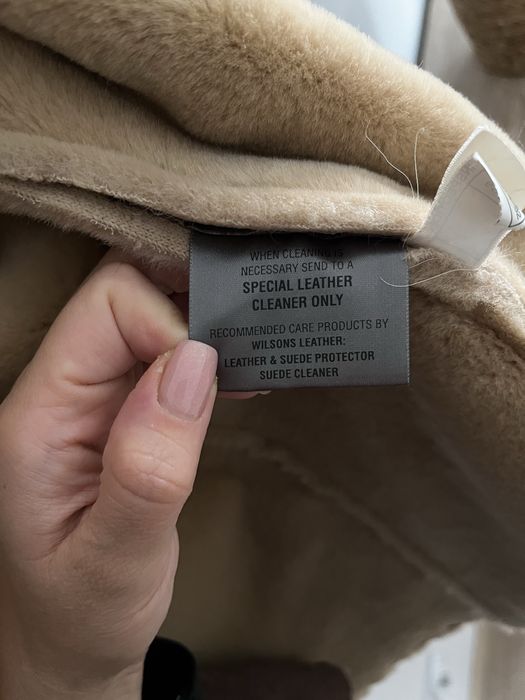 WHEN CLEANING IS
NECESSARY SEND TO A
SPECIAL LEATHER
CLEANER ONLY
RECOMMENDED CARE PRODUCTS BY
WILSONS LEATHER:
LEATHER & SUEDE PROTECTOR
SUEDE CLEANER